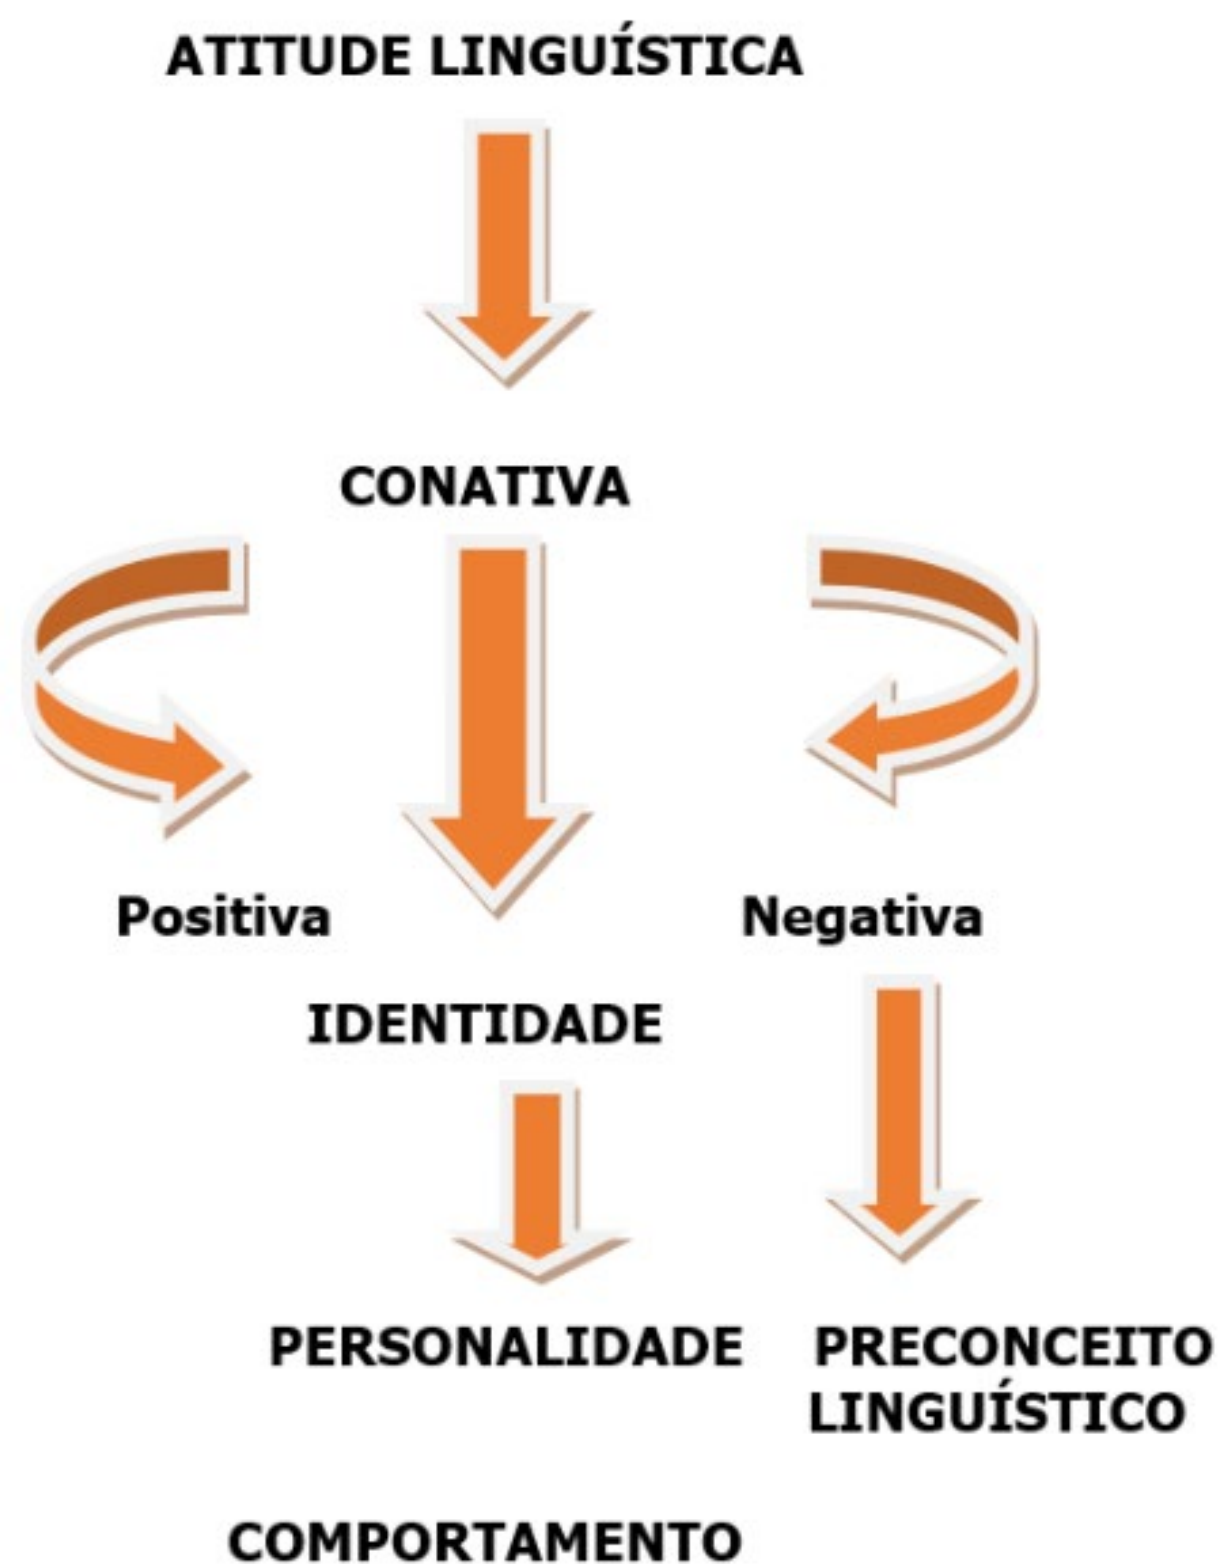 ATITUDE LINGUÍSTICA
CONATIVA
Positiva
Negativa
IDENTIDADE
PERSONALIDADE
PRECONCEITO
LINGUÍSTICO
COMPORTAMENTO